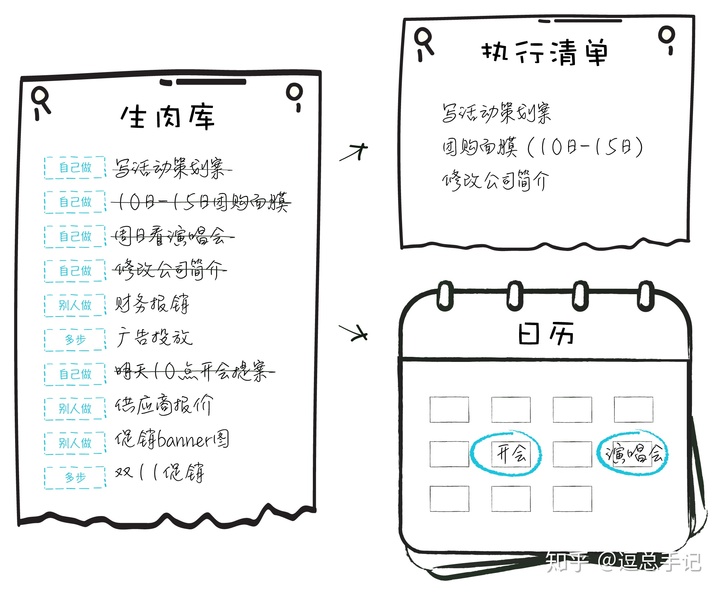 生肉库
自己做 写活动策划案
自己做 10日-15日团购面膜
自己做 周日看演唱会
自己做 修改公司简介
别人做 财务报销
多步 广告投放
自己做 明天10点开会提案
别人做 供应商报价
别人做 促销banner图
多步 双11促销
执行清单
写活动策划案
团购面膜(10日-15日)
修改公司简介
日历
开会 演唱会
知乎 @逗总手记